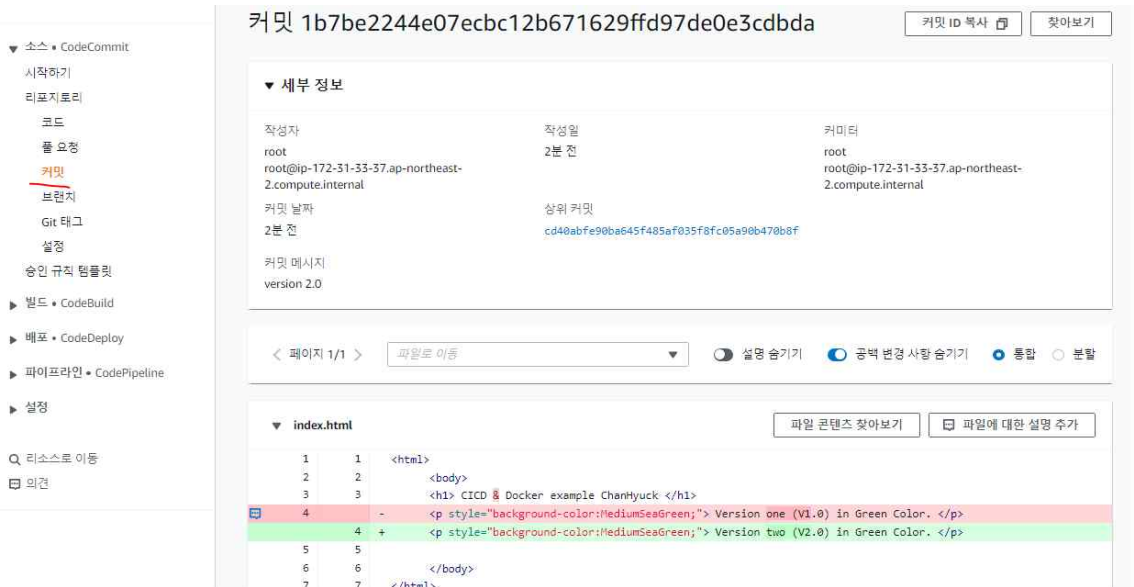 커밋 1b7be2244e07ecbc12b671629ffd97de0e3cdbda
커밋 ID 복사
찾아보기
소스 • CodeCommit
시작하기
리포지토리
코드
풀 요청
커밋
브랜치
Git 태그
설정
승인 규칙 템플릿
빌드 • CodeBuild
배포 • CodeDeploy
파이프라인 • CodePipeline
설정
리소스로 이동
의견
세부 정보
작성자
root
root@ip-172-31-33-37.ap-northeast-
2.compute.internal
작성일
2분 전
커미터
root
root@ip-172-31-33-37.ap-northeast-
2.compute.internal
커밋 날짜
2분 전
상위 커밋
cd40abfe90ba645f485af035f8fc05a90b470b8f
커밋 메시지
version 2.0
페이지 1/1
파일로 이동
설명 숨기기
공백 변경 사항 숨기기
통합
분할
index.html
파일 콘텐츠 찾아보기
파일에 대한 설명 추가
1 1 <html>
2 2 <body>
3 3 <h1> CICD & Docker example ChanHyuck </h1>
4 - <p style="background-color:MediumSeaGreen;"> Version one (V1.0) in Green Color. </p>
4 + <p style="background-color:MediumSeaGreen;"> Version two (V2.0) in Green Color. </p>
5 5
6 6 </body>
7 7 </html>